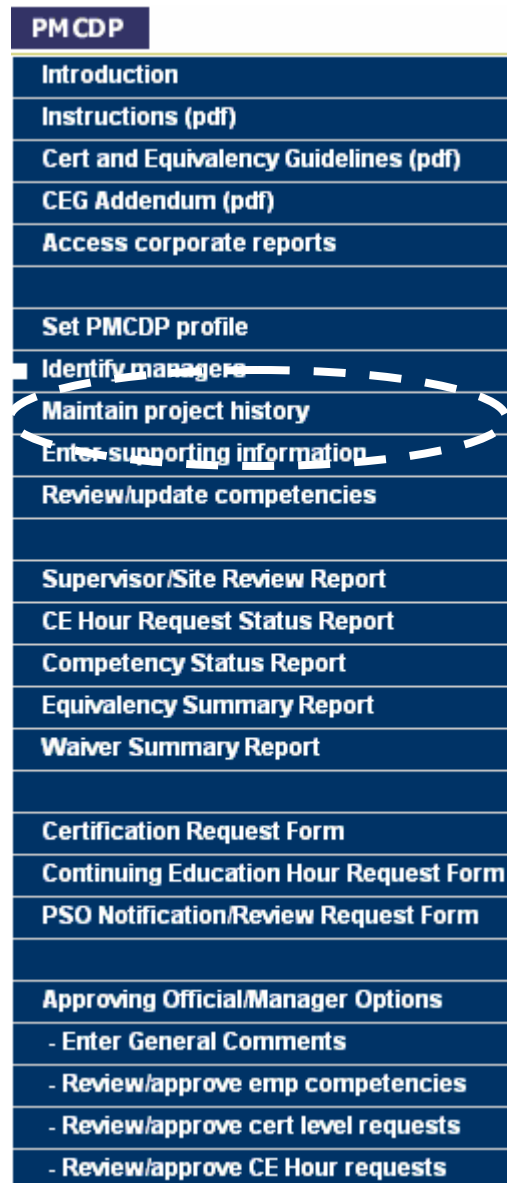 PMCDP
Introduction
Instructions (pdf)
Cert and Equivalency Guidelines (pdf)
CEG Addendum (pdf)
Access corporate reports
Set PMCDP profile
Identify managers
Maintain project history
Enter supporting information
Review/update competencies
Supervisor/Site Review Report
CE Hour Request Status Report
Competency Status Report
Equivalency Summary Report
Waiver Summary Report
Certification Request Form
Continuing Education Hour Request Form
PSO Notification/Review Request Form
Approving Official/Manager Options
- Enter General Comments
- Review/approve emp competencies
- Review/approve cert level requests
- Review/approve CE Hour requests